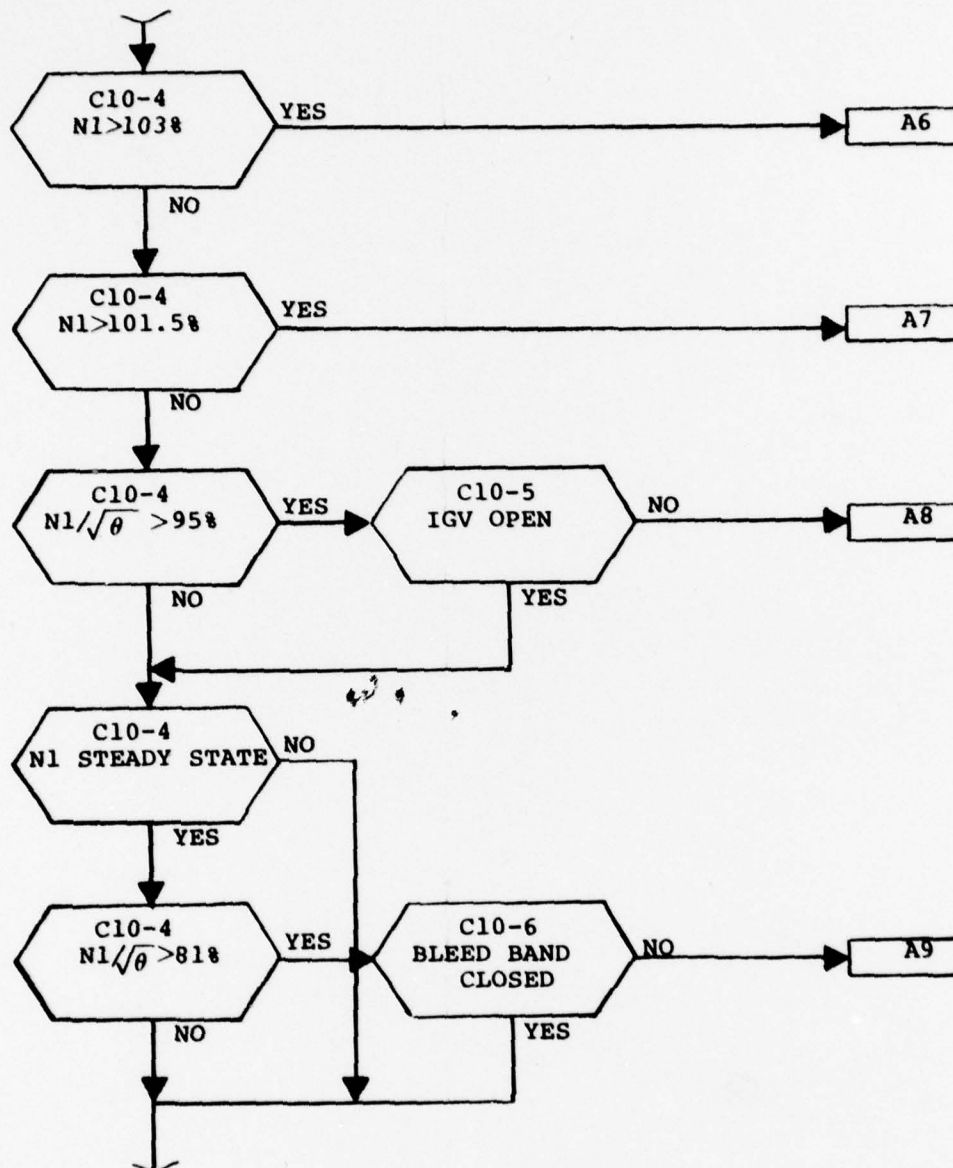 C10-4
N1>103%
YES
A6
NO
C10-4
N1>101.5%
YES
A7
NO
C10-4
N1/√θ >95%
YES
C10-5
IGV OPEN
NO
A8
NO
YES
C10-4
N1 STEADY STATE
NO
YES
C10-4
N1/√θ >81%
YES
C10-6
BLEED BAND
CLOSED
NO
A9
NO
YES